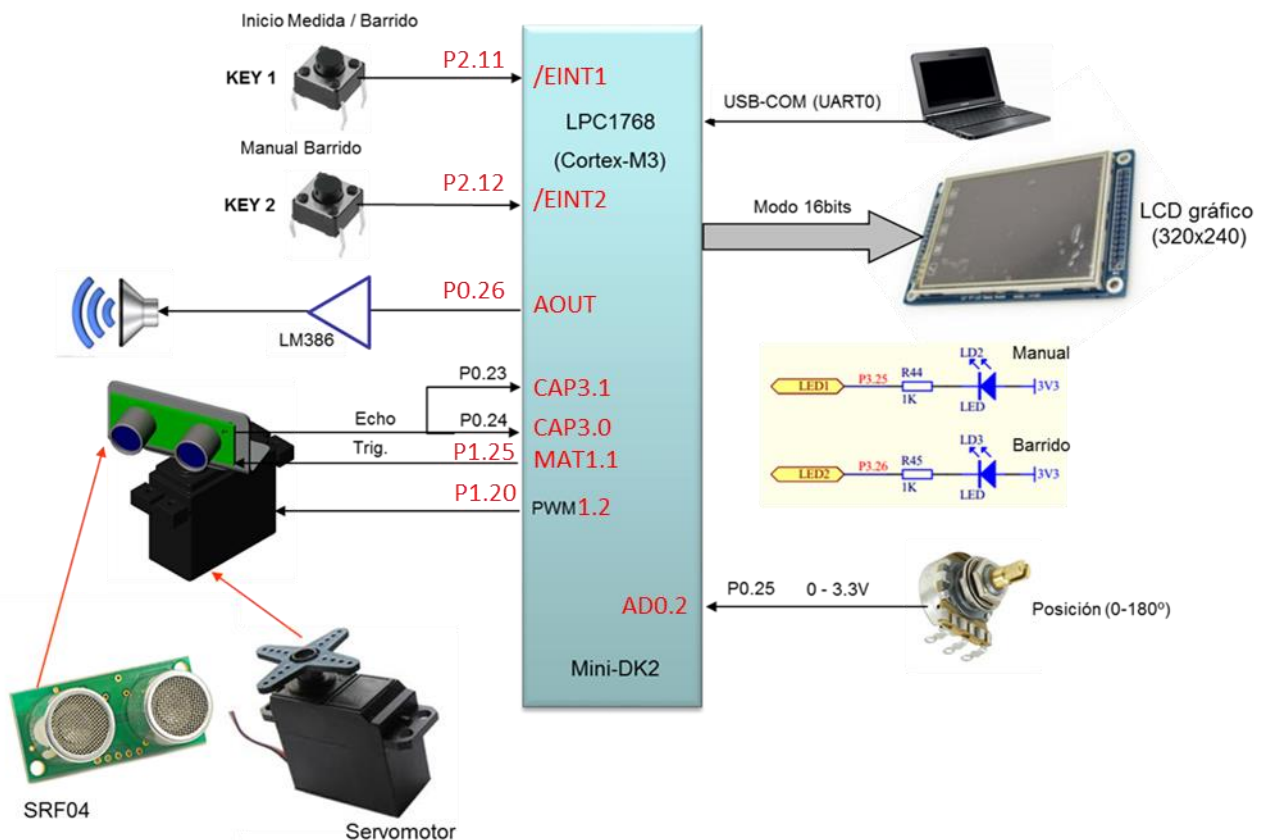 Inicio Medida / Barrido
KEY 1
P2.11
/EINT1
LPC1768
(Cortex-M3)
USB-COM (UART0)
Manual Barrido
KEY 2
P2.12
/EINT2
Modo 16bits
LCD gráfico
(320x240)
LM386
P0.26
AOUT
Echo
P0.23
CAP3.1
P0.24
CAP3.0
Trig.
P1.25
MAT1.1
P1.20
PWM1.2
LED1
P3.25
R44
1K
LD2
LED
3V3
Manual
LED2
P3.26
R45
1K
LD3
LED
3V3
Barrido
AD0.2
P0.25
0 - 3.3V
Posición (0-180º)
Mini-DK2
SRF04
Servomotor